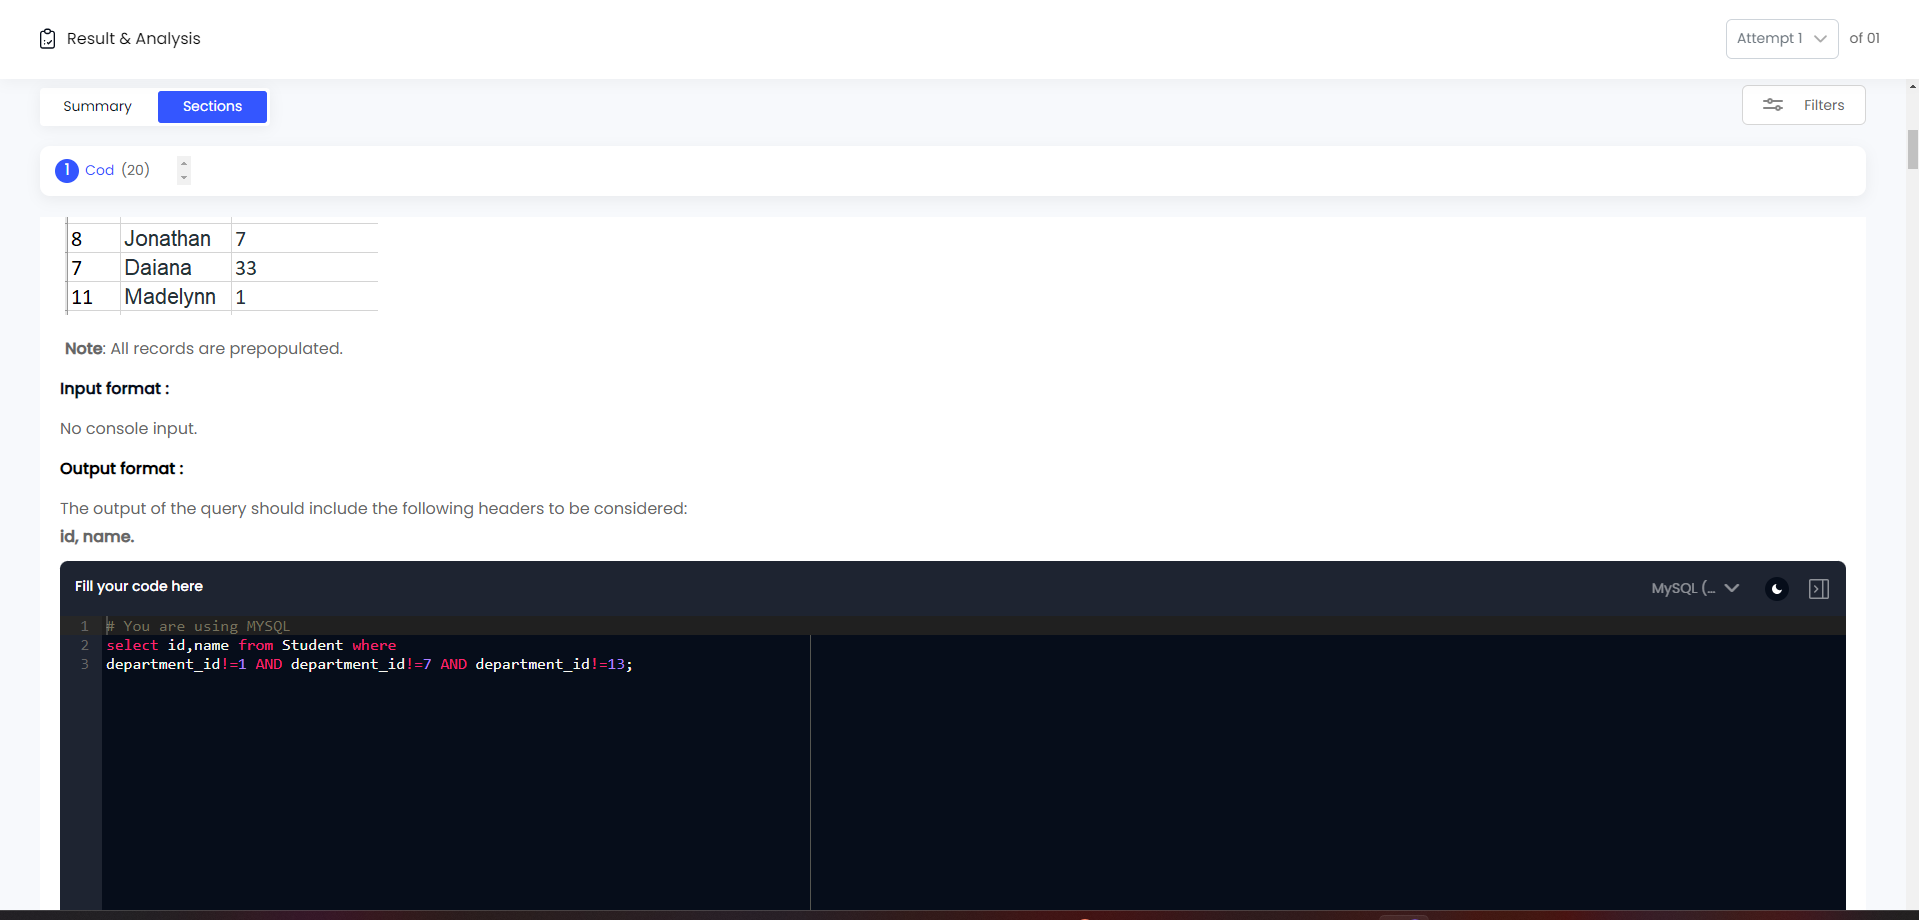 Result & Analysis
Attempt 1 of 01
Summary Sections Filters
1 Cod (20)
8 Jonathan 7
7 Daiana 33
11 Madelynn 1
Note: All records are prepopulated.
Input format :
No console input.
Output format :
The output of the query should include the following headers to be considered:
id, name.
Fill your code here MySQL (...
1 # You are using MYSQL
2 select id,name from Student where
3 department_id!=1 AND department_id!=7 AND department_id!=13;